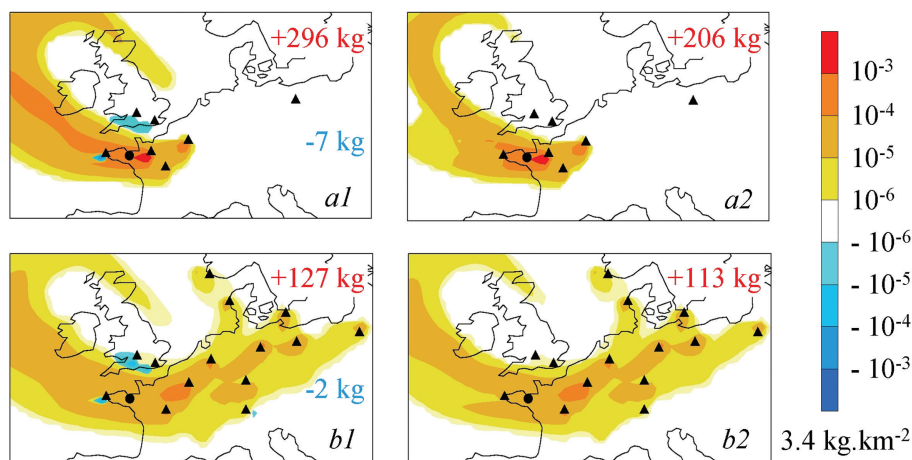 +296 kg
-7 kg
a1
+206 kg
a2
+127 kg
-2 kg
b1
+113 kg
b2
10-3
10-4
10-5
10-6
- 10-6
- 10-5
- 10-4
- 10-3
3.4 kg.km-2